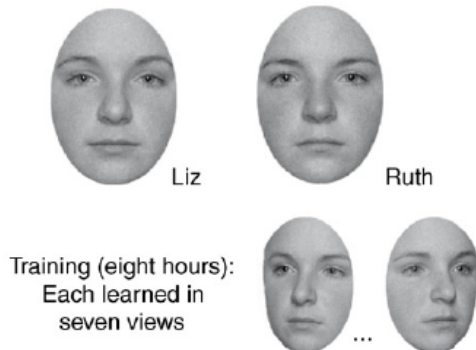 Liz
Ruth
Training (eight hours):
Each learned in
seven views
...